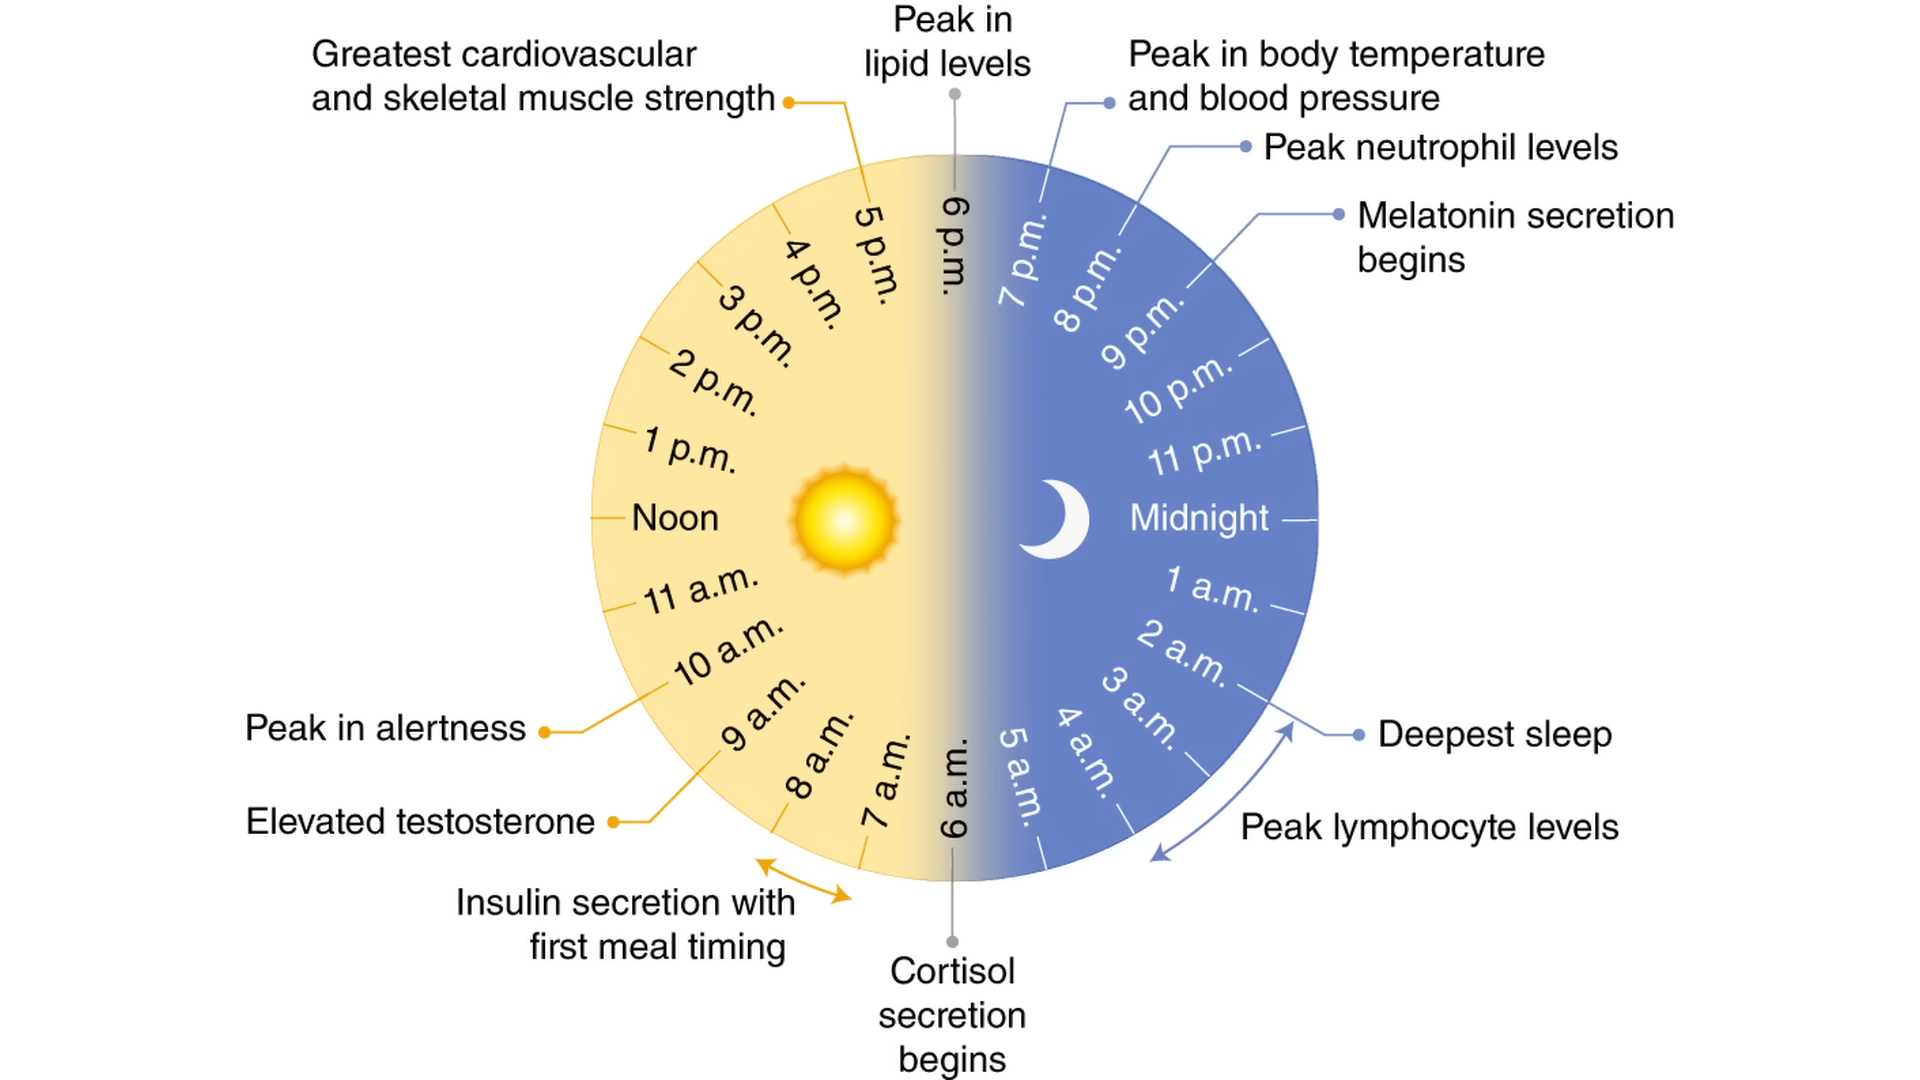 Peak in
lipid levels
Greatest cardiovascular
and skeletal muscle strength
Peak in body temperature
and blood pressure
Peak neutrophil levels
Melatonin secretion
begins
6 p.m.
7 p.m.
8 p.m.
9 p.m.
10 p.m.
11 p.m.
Midnight
1 a.m.
2 a.m.
3 a.m.
4 a.m.
5 a.m.
6 a.m.
7 a.m.
8 a.m.
9 a.m.
10 a.m.
11 a.m.
Noon
1 p.m.
2 p.m.
3 p.m.
4 p.m.
5 p.m.
Peak in alertness
Deepest sleep
Elevated testosterone
Peak lymphocyte levels
Insulin secretion with
first meal timing
Cortisol
secretion
begins